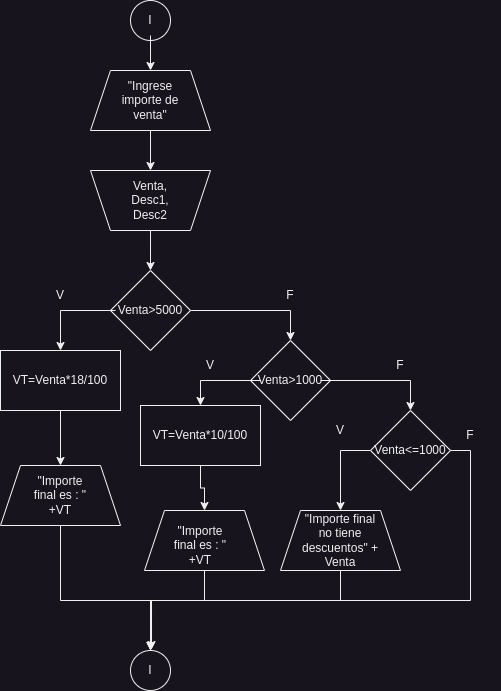 I
"Ingrese
importe de
venta"
Venta,
Desc1,
Desc2
Venta>5000
V
F
VT=Venta*18/100
Venta>1000
V
F
VT=Venta*10/100
Venta<=1000
V
F
"Importe
final es : "
+VT
"Importe
final es : "
+VT
"Importe final
no tiene
descuentos" +
Venta
I